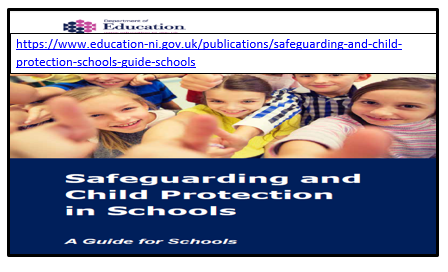 Department of
Education
https://www.education-ni.gov.uk/publications/safeguarding-and-child-
protection-schools-guide-schools
Safeguarding and
Child Protection
in Schools
A Guide for Schools